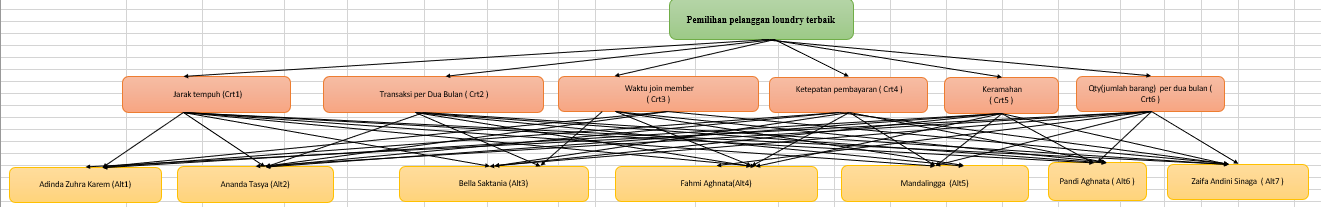 Pemilihan pelanggan loundry terbaik
Jarak tempuh (Crt1)
Transaksi per Dua Bulan ( Crt2 )
Waktu join member
( Crt3 )
Ketepatan pembayaran ( Crt4 )
Keramahan
( Crt5 )
Qty(jumlah barang) per dua bulan (
Crt6 )
Adinda Zuhra Karem (Alt1)
Ananda Tasya (Alt2)
Bella Saktania (Alt3)
Fahmi Aghnata(Alt4)
Mandalingga (Alt5)
Pandi Aghnata ( Alt6 )
Zaifa Andini Sinaga ( Alt7 )